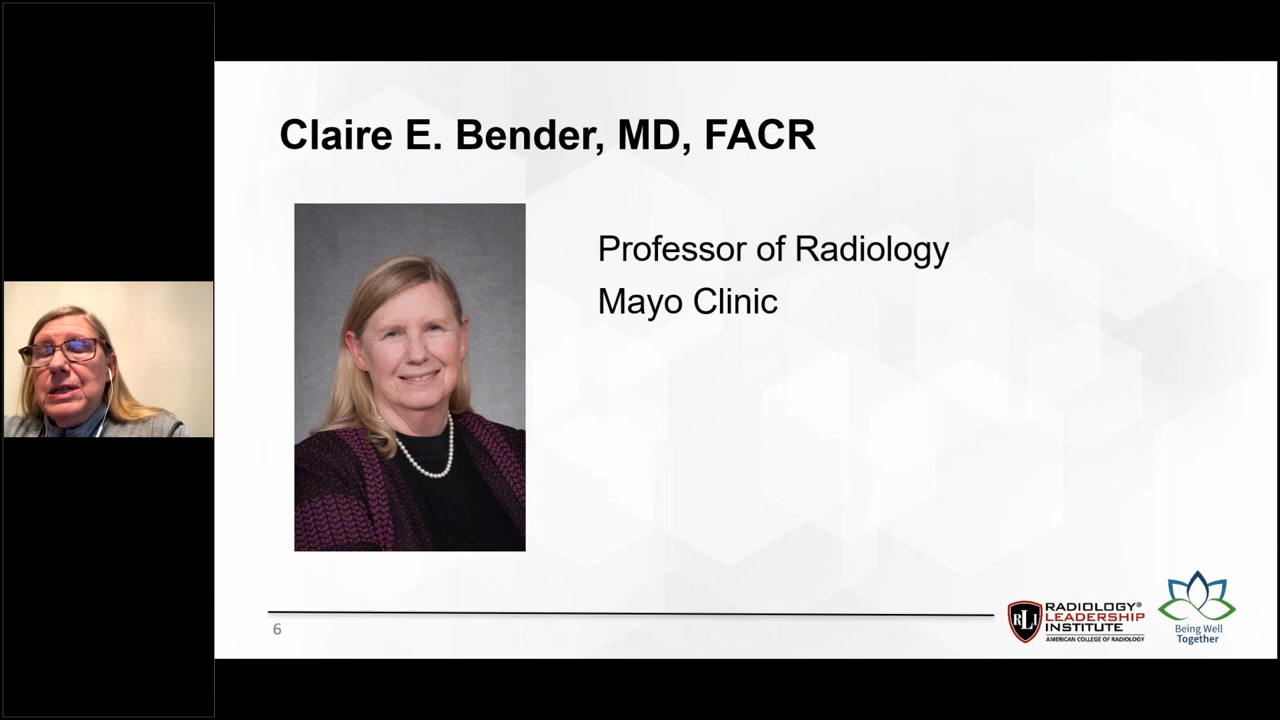 Claire E. Bender, MD, FACR
Professor of Radiology
Mayo Clinic
6
RLI
RADIOLOGY®
LEADERSHIP
INSTITUTE
AMERICAN COLLEGE OF RADIOLOGY
Being Well
Together